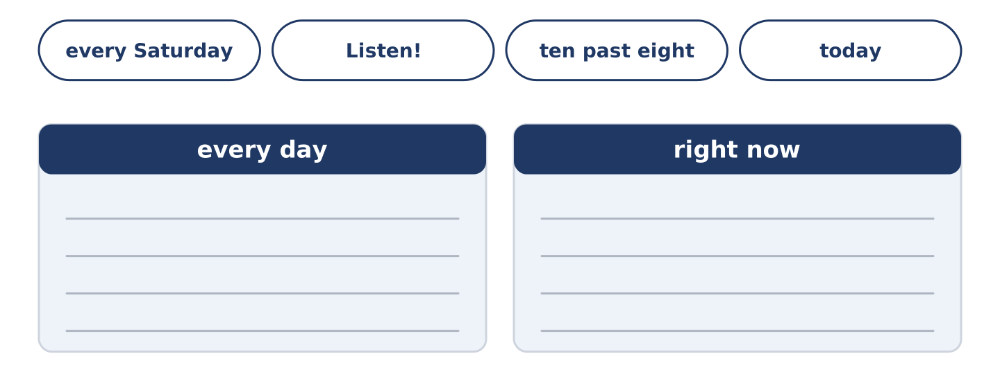 every Saturday
Listen!
ten past eight
today
every day
right now